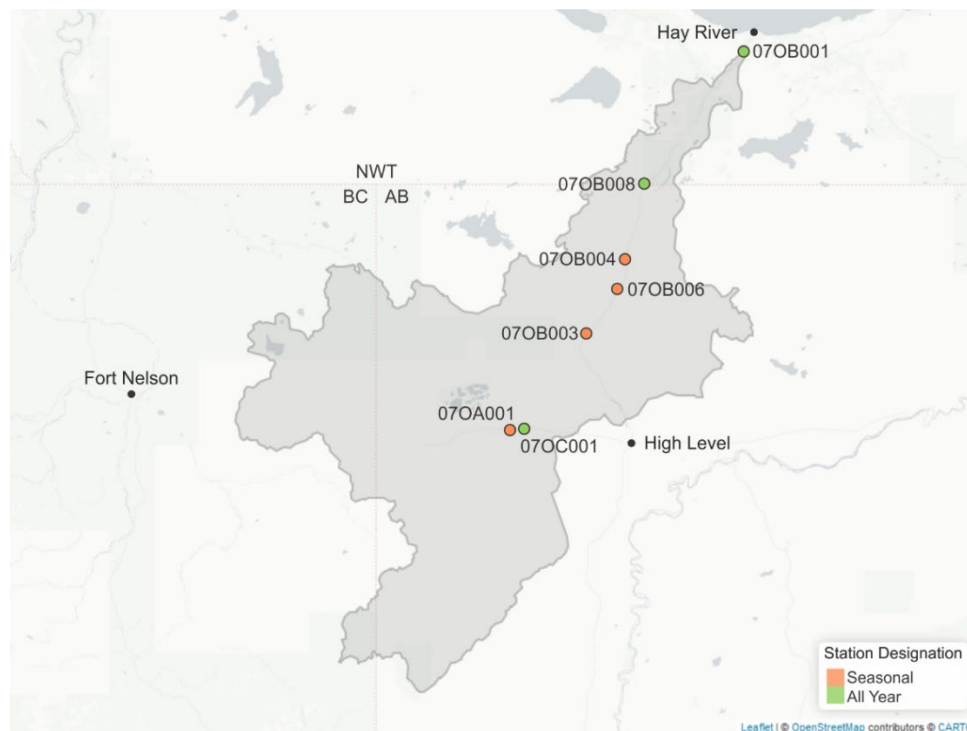 Hay River
07OB001
NWT
BC AB
07OB008
07OB004
07OB006
07OB003
Fort Nelson
07OA001
07OC001
High Level
Station Designation
Seasonal
All Year
Leaflet | © OpenStreetMap contributors © CART